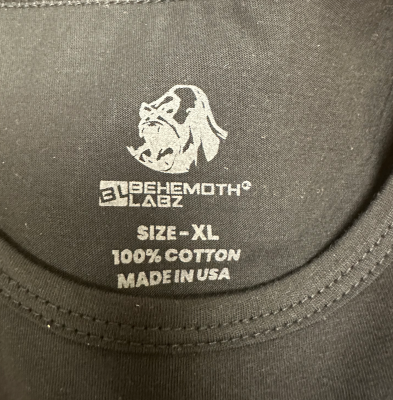 BL BEHEMOTH
LABZ
SIZE - XL
100% COTTON
MADE IN USA